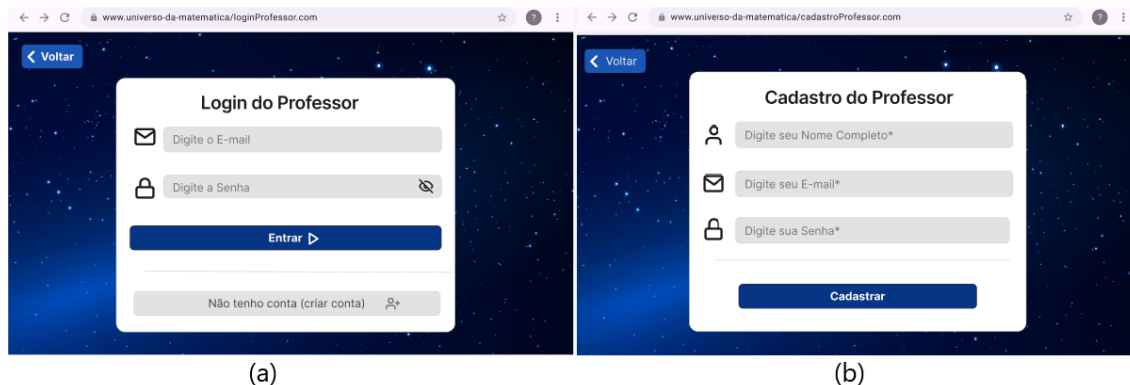 www.universo-da-matematica/loginProfessor.com
Voltar
Login do Professor
Digite o E-mail
Digite a Senha
Entrar
Não tenho conta (criar conta)
(a)
www.universo-da-matematica/cadastroProfessor.com
Voltar
Cadastro do Professor
Digite seu Nome Completo*
Digite seu E-mail*
Digite sua Senha*
Cadastrar
(b)